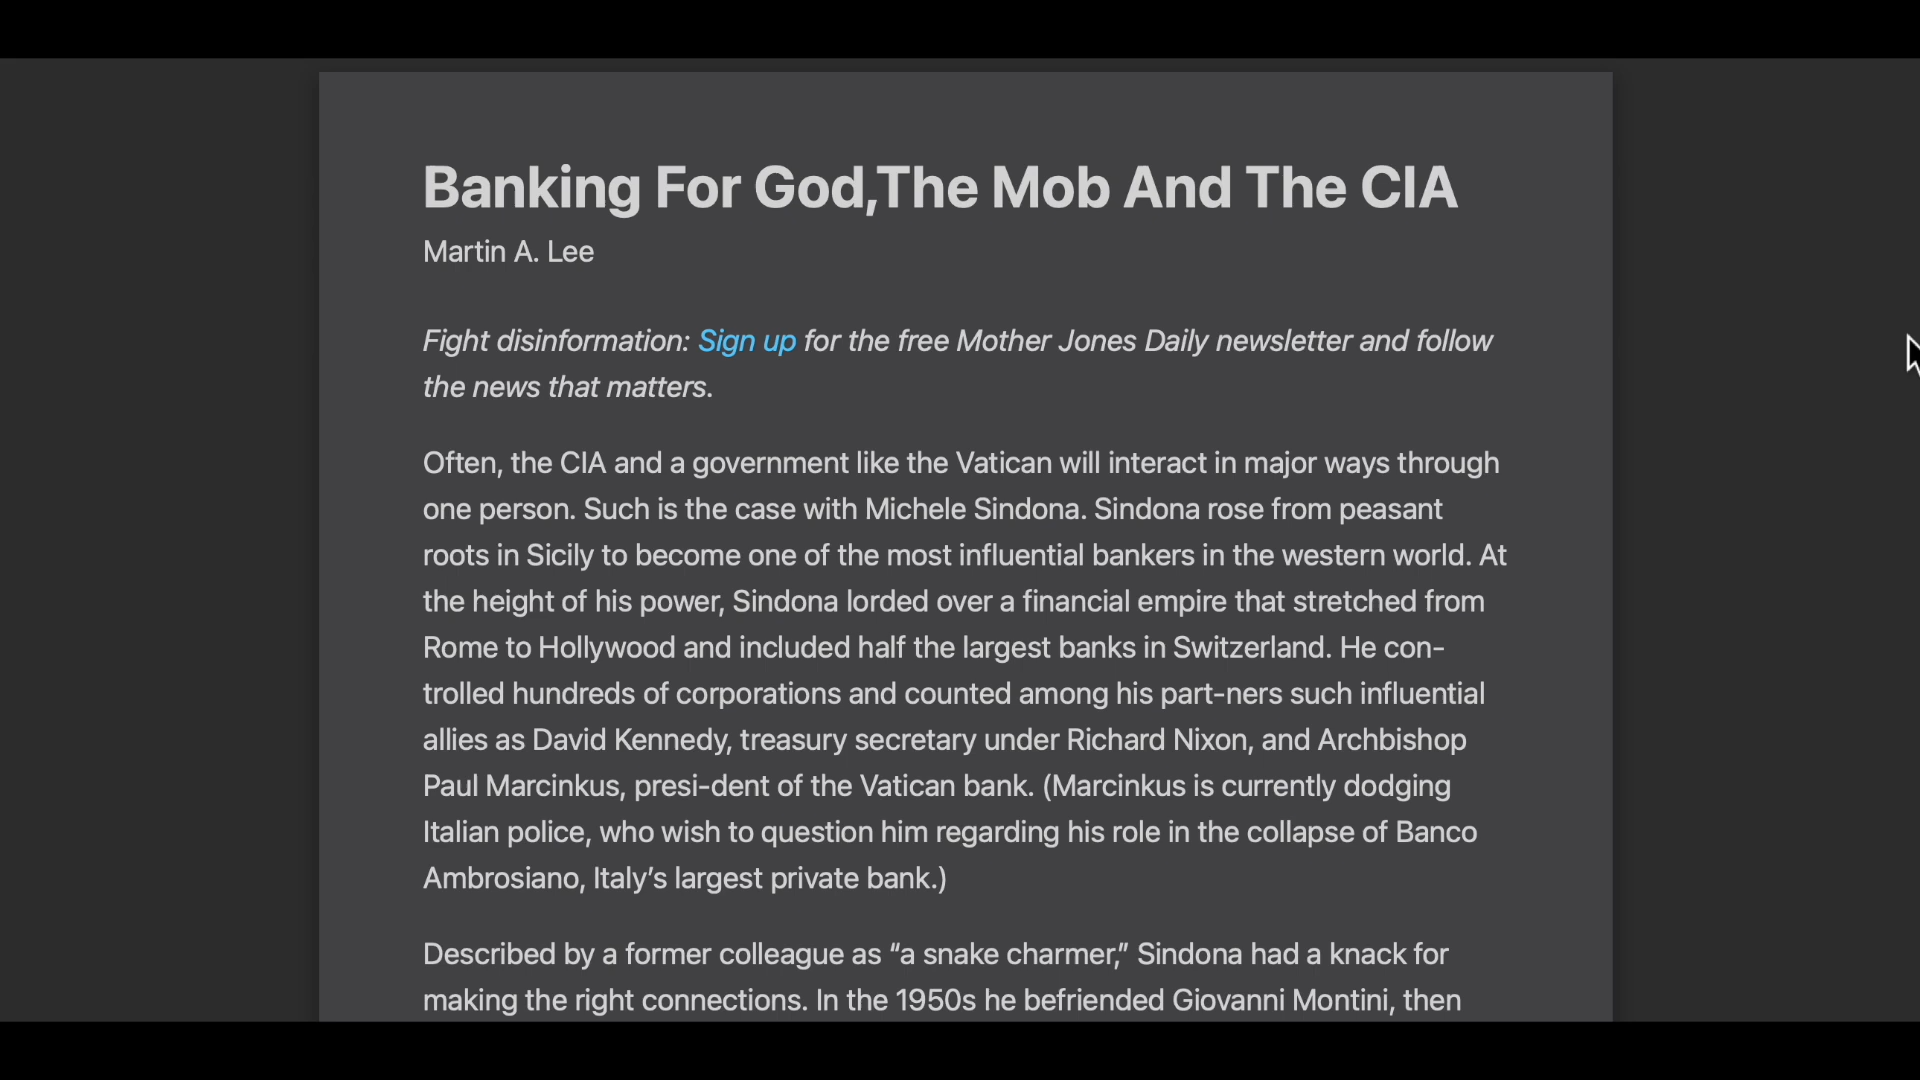 Banking For God,The Mob And The CIA
Martin A. Lee
Fight disinformation: Sign up for the free Mother Jones Daily newsletter and follow
the news that matters.
Often, the CIA and a government like the Vatican will interact in major ways through
one person. Such is the case with Michele Sindona. Sindona rose from peasant
roots in Sicily to become one of the most influential bankers in the western world. At
the height of his power, Sindona lorded over a financial empire that stretched from
Rome to Hollywood and included half the largest banks in Switzerland. He con-
trolled hundreds of corporations and counted among his part-ners such influential
allies as David Kennedy, treasury secretary under Richard Nixon, and Archbishop
Paul Marcinkus, presi-dent of the Vatican bank. (Marcinkus is currently dodging
Italian police, who wish to question him regarding his role in the collapse of Banco
Ambrosiano, Italy’s largest private bank.)
Described by a former colleague as “a snake charmer,” Sindona had a knack for
making the right connections. In the 1950s he befriended Giovanni Montini, then